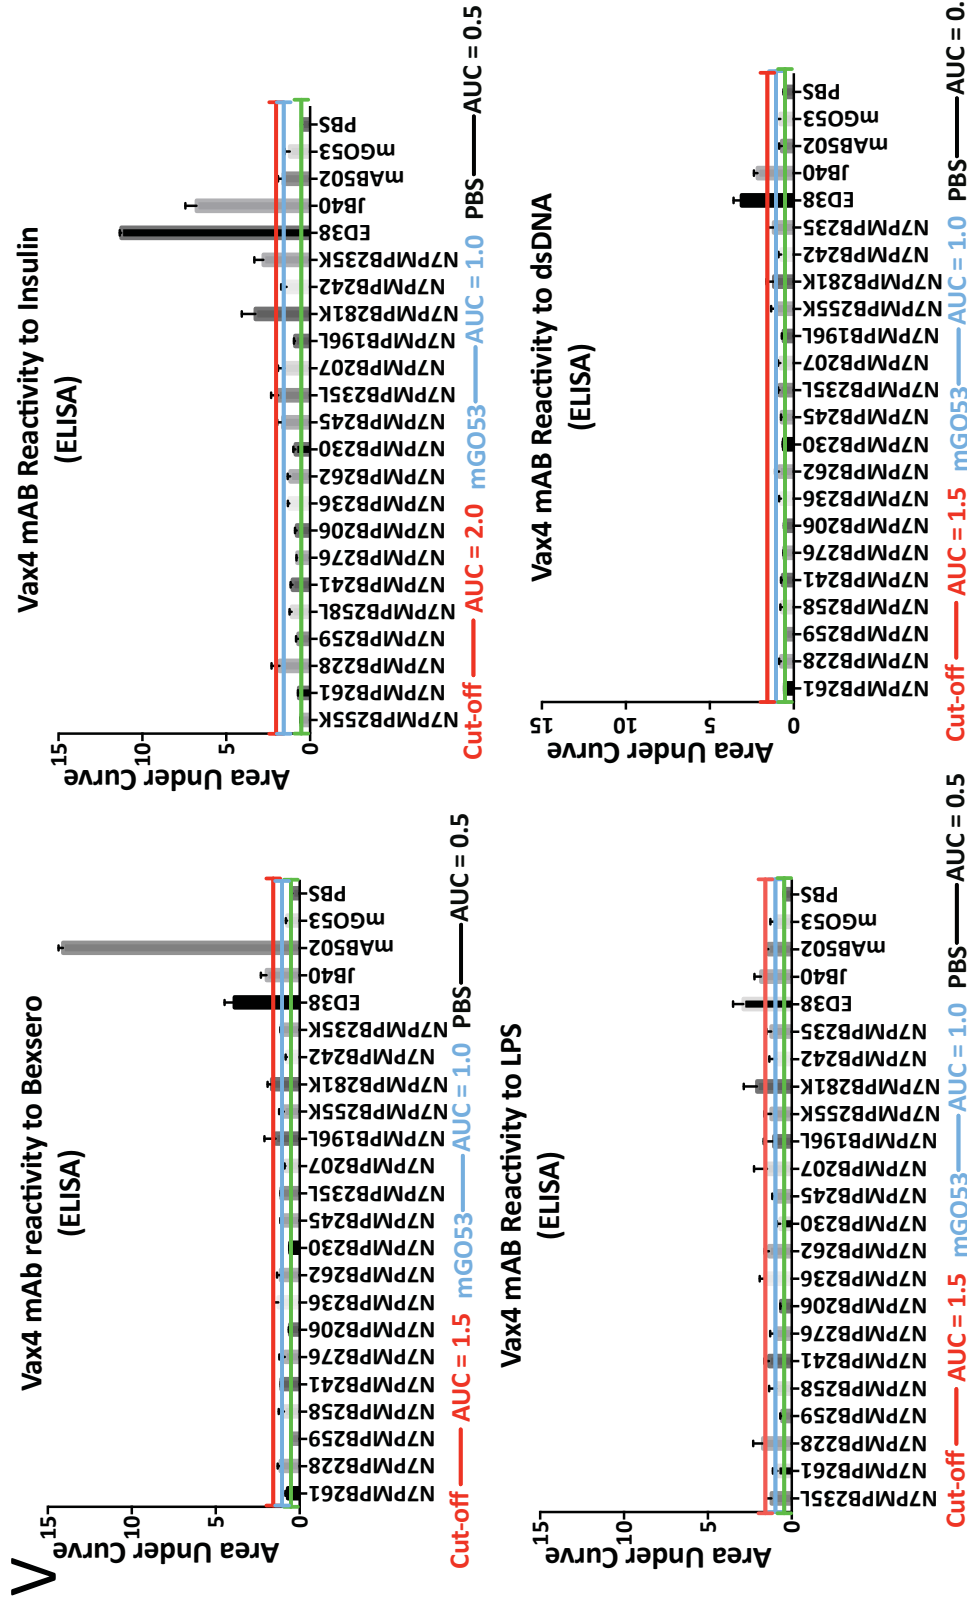 V
Vax4 mAb reactivity to Bexsero
(ELISA)
Area Under Curve
15
10
5
0
N7PMPB261
N7PMPB228
N7PMPB259
N7PMPB258
N7PMPB241
N7PMPB276
N7PMPB206
N7PMPB236
N7PMPB262
N7PMPB230
N7PMPB245
N7PMPB235L
N7PMPB207
N7PMPB196L
N7PMPB255K
N7PMPB281K
N7PMPB242
N7PMPB235K
ED38
JB40
mAB502
mGO53
PBS
Cut-off AUC = 1.5 mGO53 AUC = 1.0 PBS AUC = 0.5
Vax4 mAB Reactivity to Insulin
(ELISA)
Area Under Curve
15
10
5
0
N7PMPB255K
N7PMPB261
N7PMPB228
N7PMPB259
N7PMPB258L
N7PMPB241
N7PMPB276
N7PMPB206
N7PMPB236
N7PMPB262
N7PMPB230
N7PMPB245
N7PMPB235L
N7PMPB207
N7PMPB196L
N7PMPB281K
N7PMPB242
N7PMPB235K
ED38
JB40
mAB502
mGO53
PBS
Cut-off AUC = 2.0 mGO53 AUC = 1.0 PBS AUC = 0.5
Vax4 mAB Reactivity to LPS
(ELISA)
Area Under Curve
15
10
5
0
N7PMPB235L
N7PMPB261
N7PMPB228
N7PMPB259
N7PMPB258
N7PMPB241
N7PMPB276
N7PMPB206
N7PMPB236
N7PMPB262
N7PMPB230
N7PMPB245
N7PMPB207
N7PMPB196L
N7PMPB255K
N7PMPB281K
N7PMPB242
N7PMPB235
ED38
JB40
mAB502
mGO53
PBS
Cut-off AUC = 1.5 mGO53 AUC = 1.0 PBS AUC = 0.5
Vax4 mAB Reactivity to dsDNA
(ELISA)
Area Under Curve
15
10
5
0
N7PMPB261
N7PMPB228
N7PMPB259
N7PMPB258
N7PMPB241
N7PMPB276
N7PMPB206
N7PMPB236
N7PMPB262
N7PMPB230
N7PMPB245
N7PMPB235L
N7PMPB207
N7PMPB196L
N7PMPB255K
N7PMPB281K
N7PMPB242
N7PMPB235
ED38
JB40
mAB502
mGO53
PBS
Cut-off AUC = 1.5 mGO53 AUC = 1.0 PBS AUC = 0.